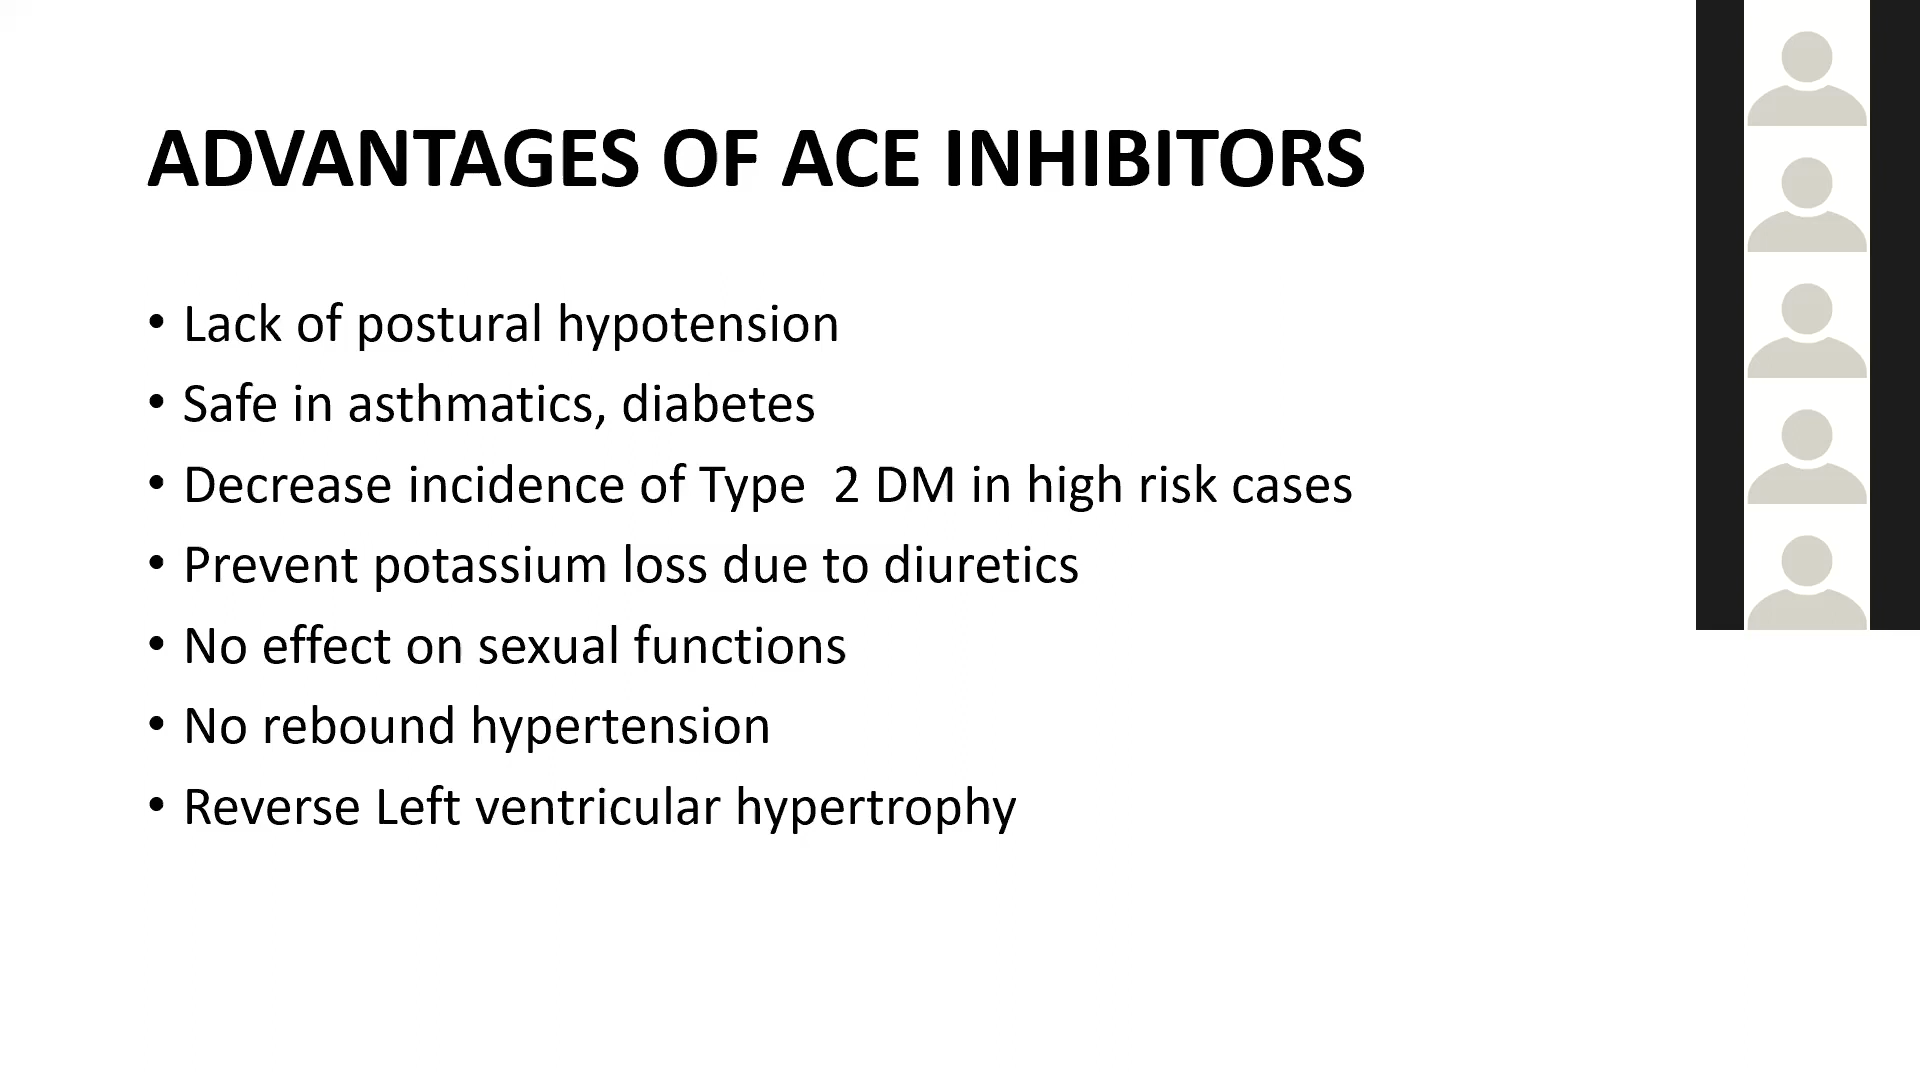 ADVANTAGES OF ACE INHIBITORS
• Lack of postural hypotension
• Safe in asthmatics, diabetes
• Decrease incidence of Type  2 DM in high risk cases
• Prevent potassium loss due to diuretics
• No effect on sexual functions
• No rebound hypertension
• Reverse Left ventricular hypertrophy